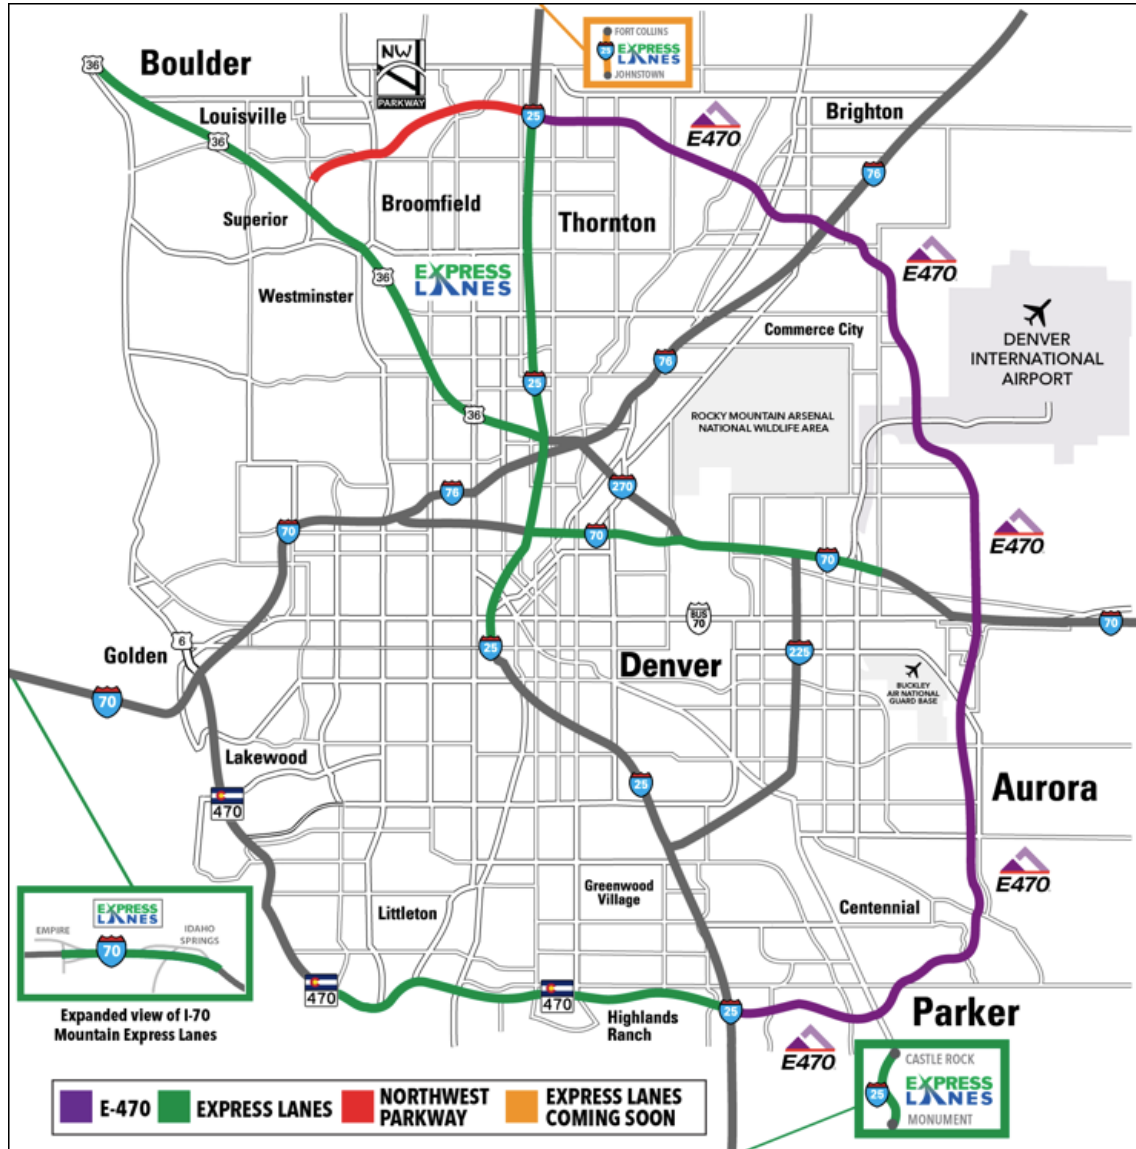 FORT COLLINS
25
EXPRESS
LANES
JOHNSTOWN
NW
PARKWAY
36
Boulder
Louisville
36
25
E470
Brighton
76
Superior
Broomfield
Thornton
E470
36
EXPRESS
LANES
Westminster
Commerce City
DENVER
INTERNATIONAL
AIRPORT
76
25
36
ROCKY MOUNTAIN ARSENAL
NATIONAL WILDLIFE AREA
76
270
70
70
70
E470
BUS
70
70
6
Golden
25
Denver
225
BUCKLEY
AIR NATIONAL
GUARD BASE
70
Lakewood
470
25
Aurora
E470
EXPRESS
LANES
EMPIRE
70
IDAHO
SPRINGS
Littleton
Greenwood
Village
Centennial
470
470
25
Expanded view of I-70
Mountain Express Lanes
Highlands
Ranch
Parker
E470
CASTLE ROCK
25
EXPRESS
LANES
MONUMENT
E-470
EXPRESS LANES
NORTHWEST
PARKWAY
EXPRESS LANES
COMING SOON